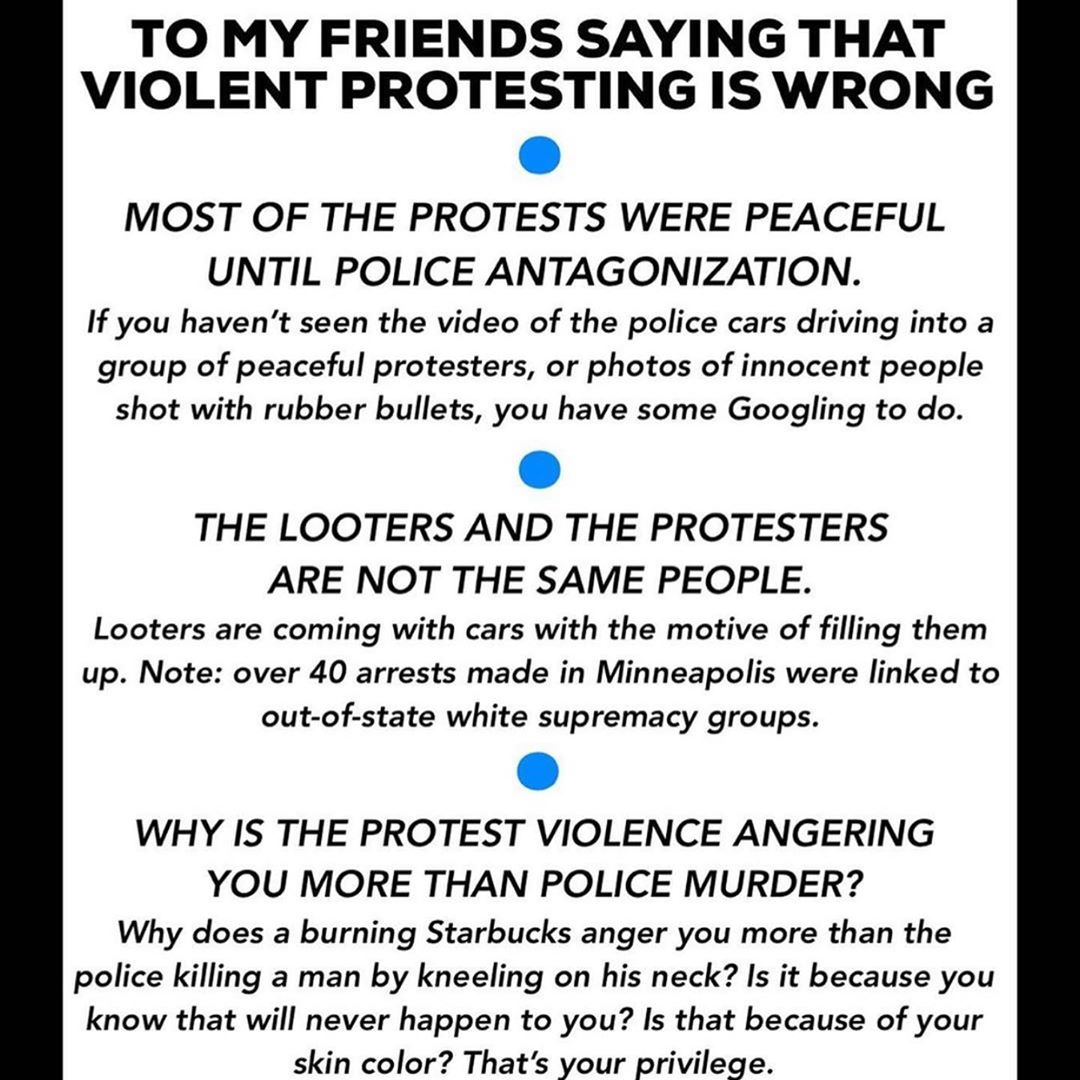 TO MY FRIENDS SAYING THAT
VIOLENT PROTESTING IS WRONG
MOST OF THE PROTESTS WERE PEACEFUL
UNTIL POLICE ANTAGONIZATION.
If you haven’t seen the video of the police cars driving into a
group of peaceful protesters, or photos of innocent people
shot with rubber bullets, you have some Googling to do.
THE LOOTERS AND THE PROTESTERS
ARE NOT THE SAME PEOPLE.
Looters are coming with cars with the motive of filling them
up. Note: over 40 arrests made in Minneapolis were linked to
out-of-state white supremacy groups.
WHY IS THE PROTEST VIOLENCE ANGERING
YOU MORE THAN POLICE MURDER?
Why does a burning Starbucks anger you more than the
police killing a man by kneeling on his neck? Is it because you
know that will never happen to you? Is that because of your
skin color? That’s your privilege.